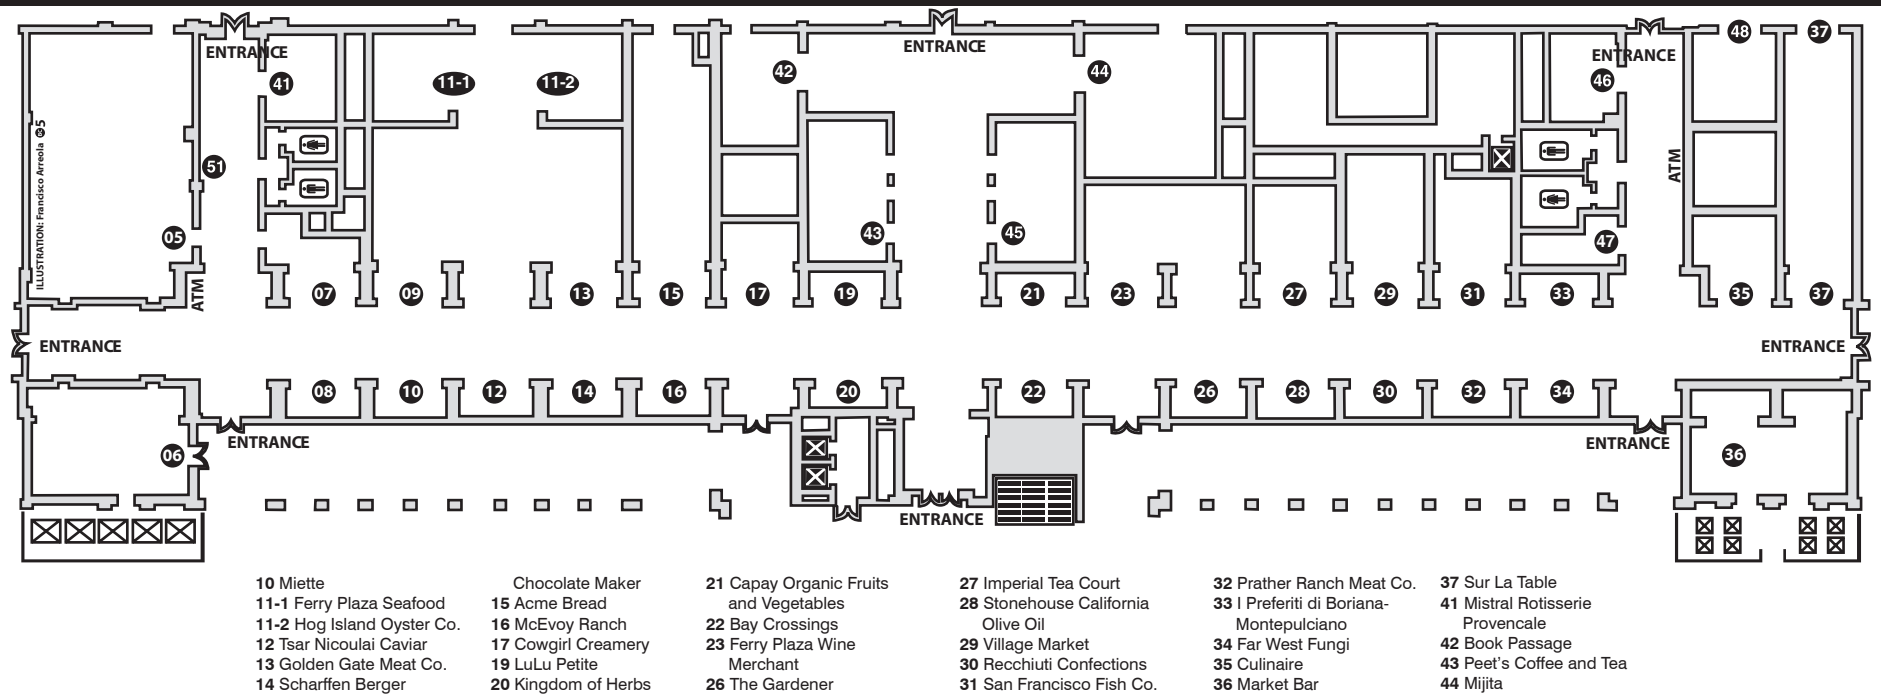 48
37
ENTRANCE
ENTRANCE
ENTRANCE
41
11-1
11-2
42
44
46
ILLUSTRATION: Francisco Arreola
5
51
ATM
05
43
45
47
ATM
07
09
13
15
17
19
21
23
27
29
31
33
35
37
ENTRANCE
ENTRANCE
08
10
12
14
16
20
22
26
28
30
32
34
ENTRANCE
ENTRANCE
06
36
ENTRANCE
10 Miette
11-1 Ferry Plaza Seafood
11-2 Hog Island Oyster Co.
12 Tsar Nicoulai Caviar
13 Golden Gate Meat Co.
14 Scharffen Berger
Chocolate Maker
15 Acme Bread
16 McEvoy Ranch
17 Cowgirl Creamery
19 LuLu Petite
20 Kingdom of Herbs
21 Capay Organic Fruits
and Vegetables
22 Bay Crossings
23 Ferry Plaza Wine
Merchant
26 The Gardener
27 Imperial Tea Court
28 Stonehouse California
Olive Oil
29 Village Market
30 Recchiuti Confections
31 San Francisco Fish Co.
32 Prather Ranch Meat Co.
33 I Preferiti di Boriana-
Montepulciano
34 Far West Fungi
35 Culinaire
36 Market Bar
37 Sur La Table
41 Mistral Rotisserie
Provencale
42 Book Passage
43 Peet's Coffee and Tea
44 Mijita